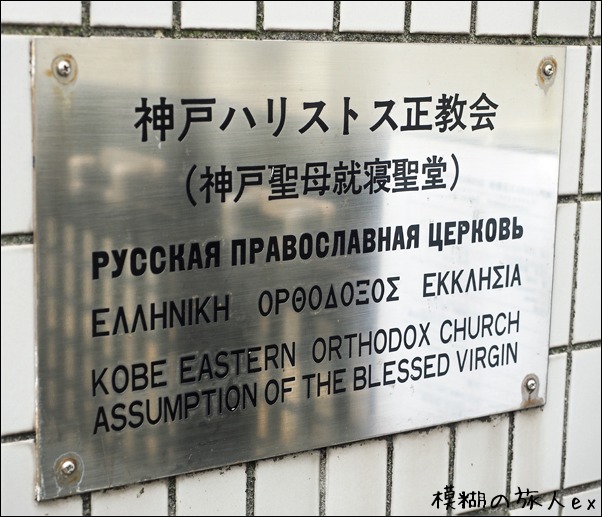 神戸ハリストス正教会
(神戸聖母就寝聖堂)
РУССКАЯ ПРАВОСЛАВНАЯ ЦЕРКОВЬ
ΕΛΛΗΝΙΚΗ ΟΡΘΟΔΟΞΟΣ ΕΚΚΛΗΣΙΑ
KOBE EASTERN ORTHODOX CHURCH
ASSUMPTION OF THE BLESSED VIRGIN
模糊の旅人ex